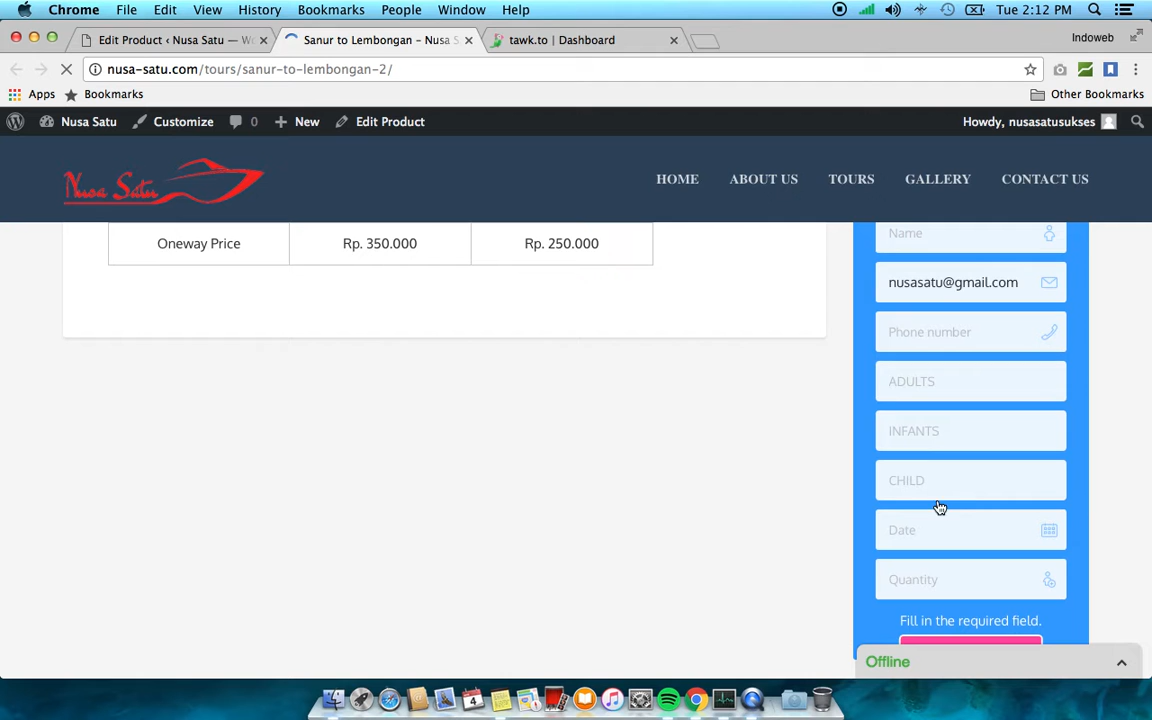 Chrome File Edit View History Bookmarks People Window Help Tue 2:12 PM
Edit Product ‹ Nusa Satu — W Sanur to Lembongan – Nusa S tawk.to | Dashboard Indoweb
nusa-satu.com/tours/sanur-to-lembongan-2/
Apps Bookmarks Other Bookmarks
Nusa Satu Customize 0 New Edit Product Howdy, nusasatusukses
Nusa Satu HOME ABOUT US TOURS GALLERY CONTACT US
Oneway Price Rp. 350.000 Rp. 250.000
Name
nusasatu@gmail.com
Phone number
ADULTS
INFANTS
CHILD
Date
Quantity
Fill in the required field.
Offline
4